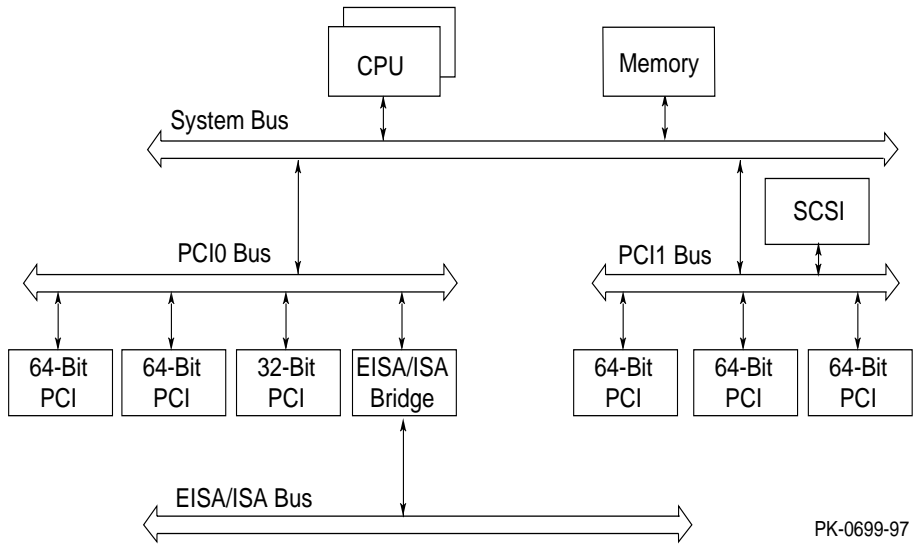 CPU
Memory
System Bus
SCSI
PCI0 Bus
PCI1 Bus
64-Bit
PCI
64-Bit
PCI
32-Bit
PCI
EISA/ISA
Bridge
64-Bit
PCI
64-Bit
PCI
64-Bit
PCI
EISA/ISA Bus
PK-0699-97